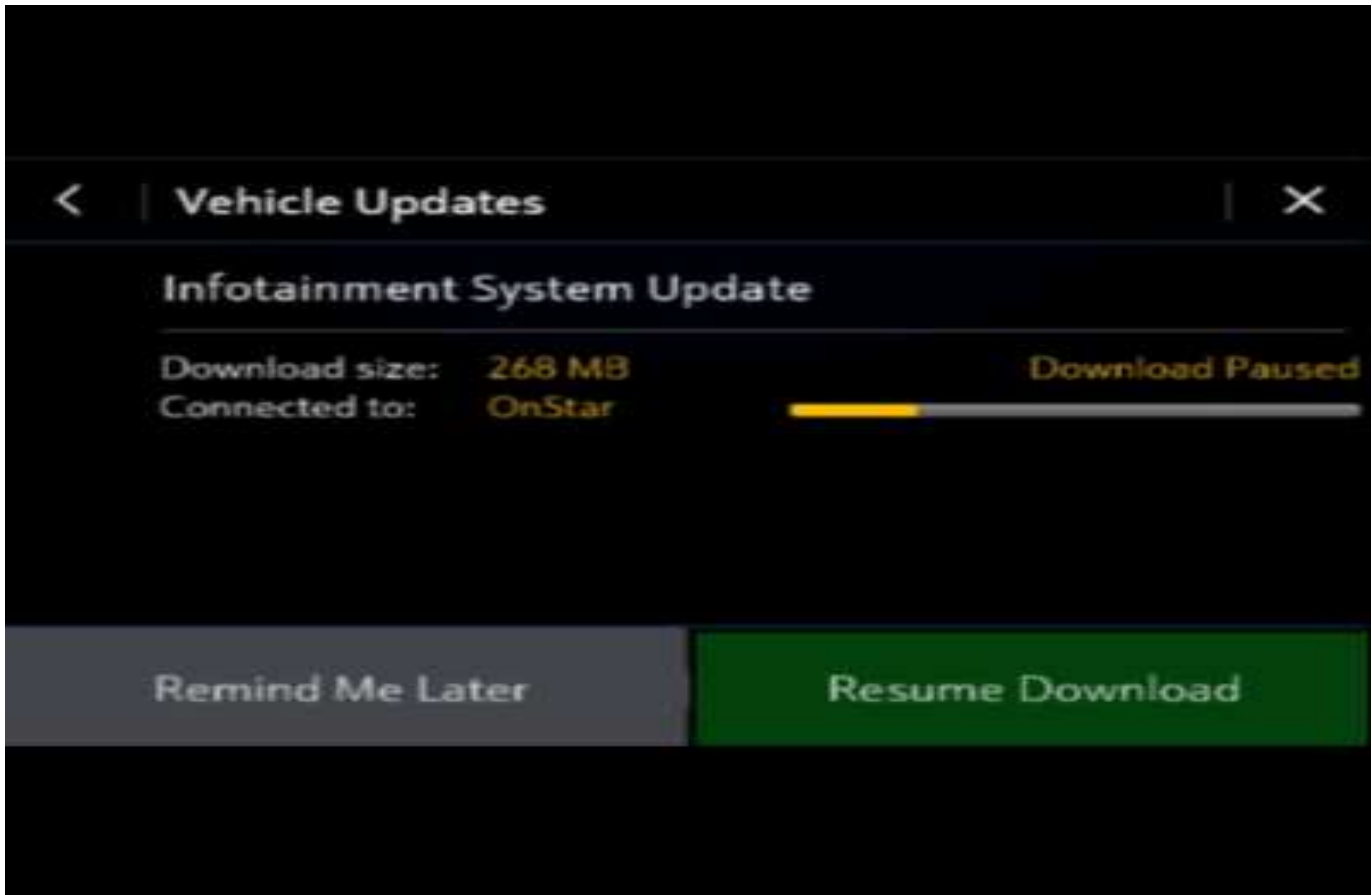 Vehicle Updates
Infotainment System Update
Download size: 268 MB
Download Paused
Connected to: OnStar
Remind Me Later
Resume Download